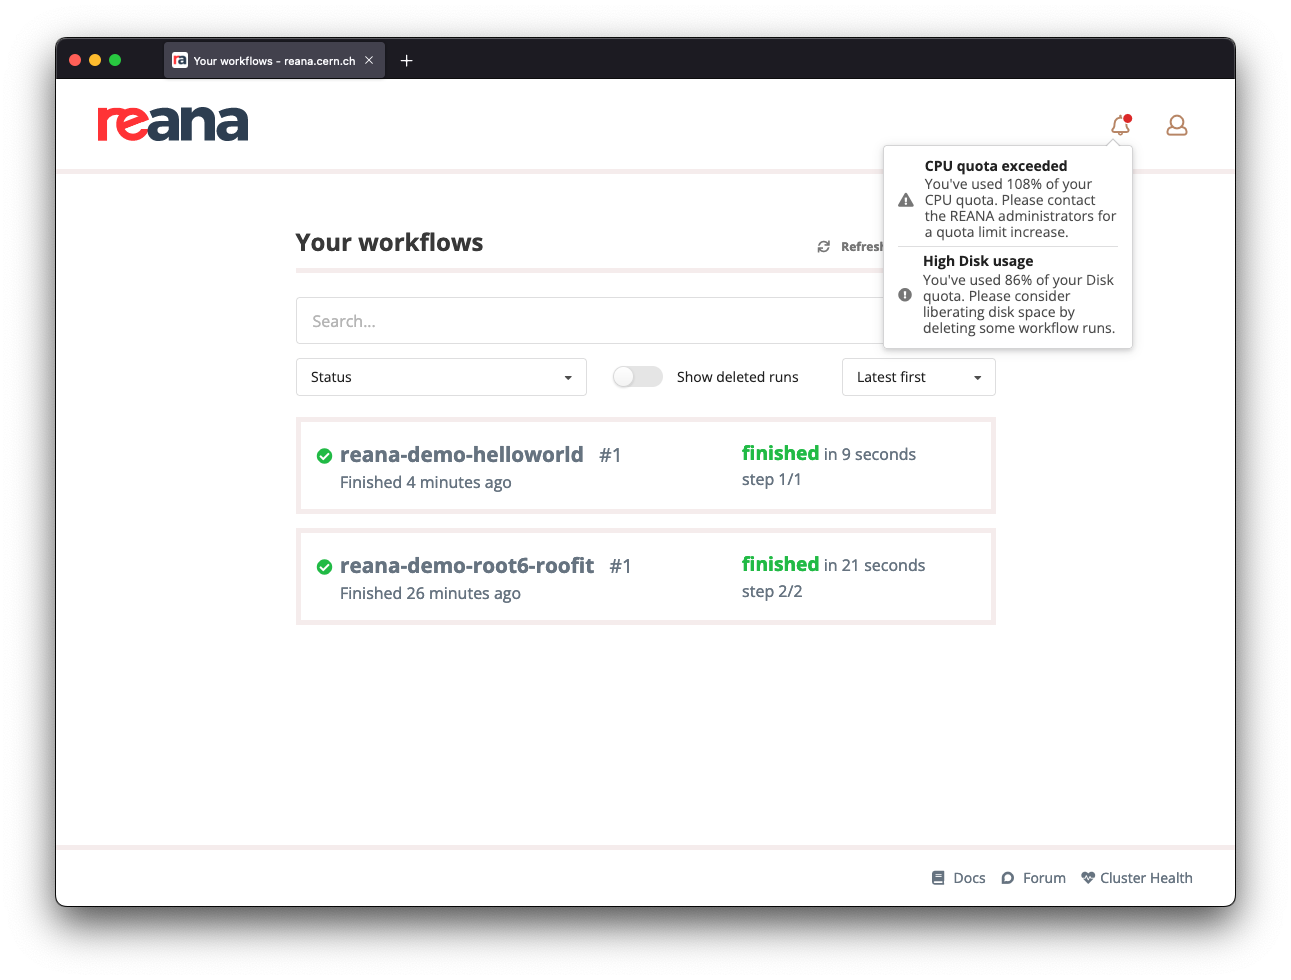 Your workflows - reana.cern.ch
reana
CPU quota exceeded
You've used 108% of your
CPU quota. Please contact
the REANA administrators for
a quota limit increase.
High Disk usage
You've used 86% of your Disk
quota. Please consider
liberating disk space by
deleting some workflow runs.
Your workflows
Search...
Status
Show deleted runs
Latest first
reana-demo-helloworld #1
finished in 9 seconds
Finished 4 minutes ago
step 1/1
reana-demo-root6-roofit #1
finished in 21 seconds
Finished 26 minutes ago
step 2/2
Docs
Forum
Cluster Health